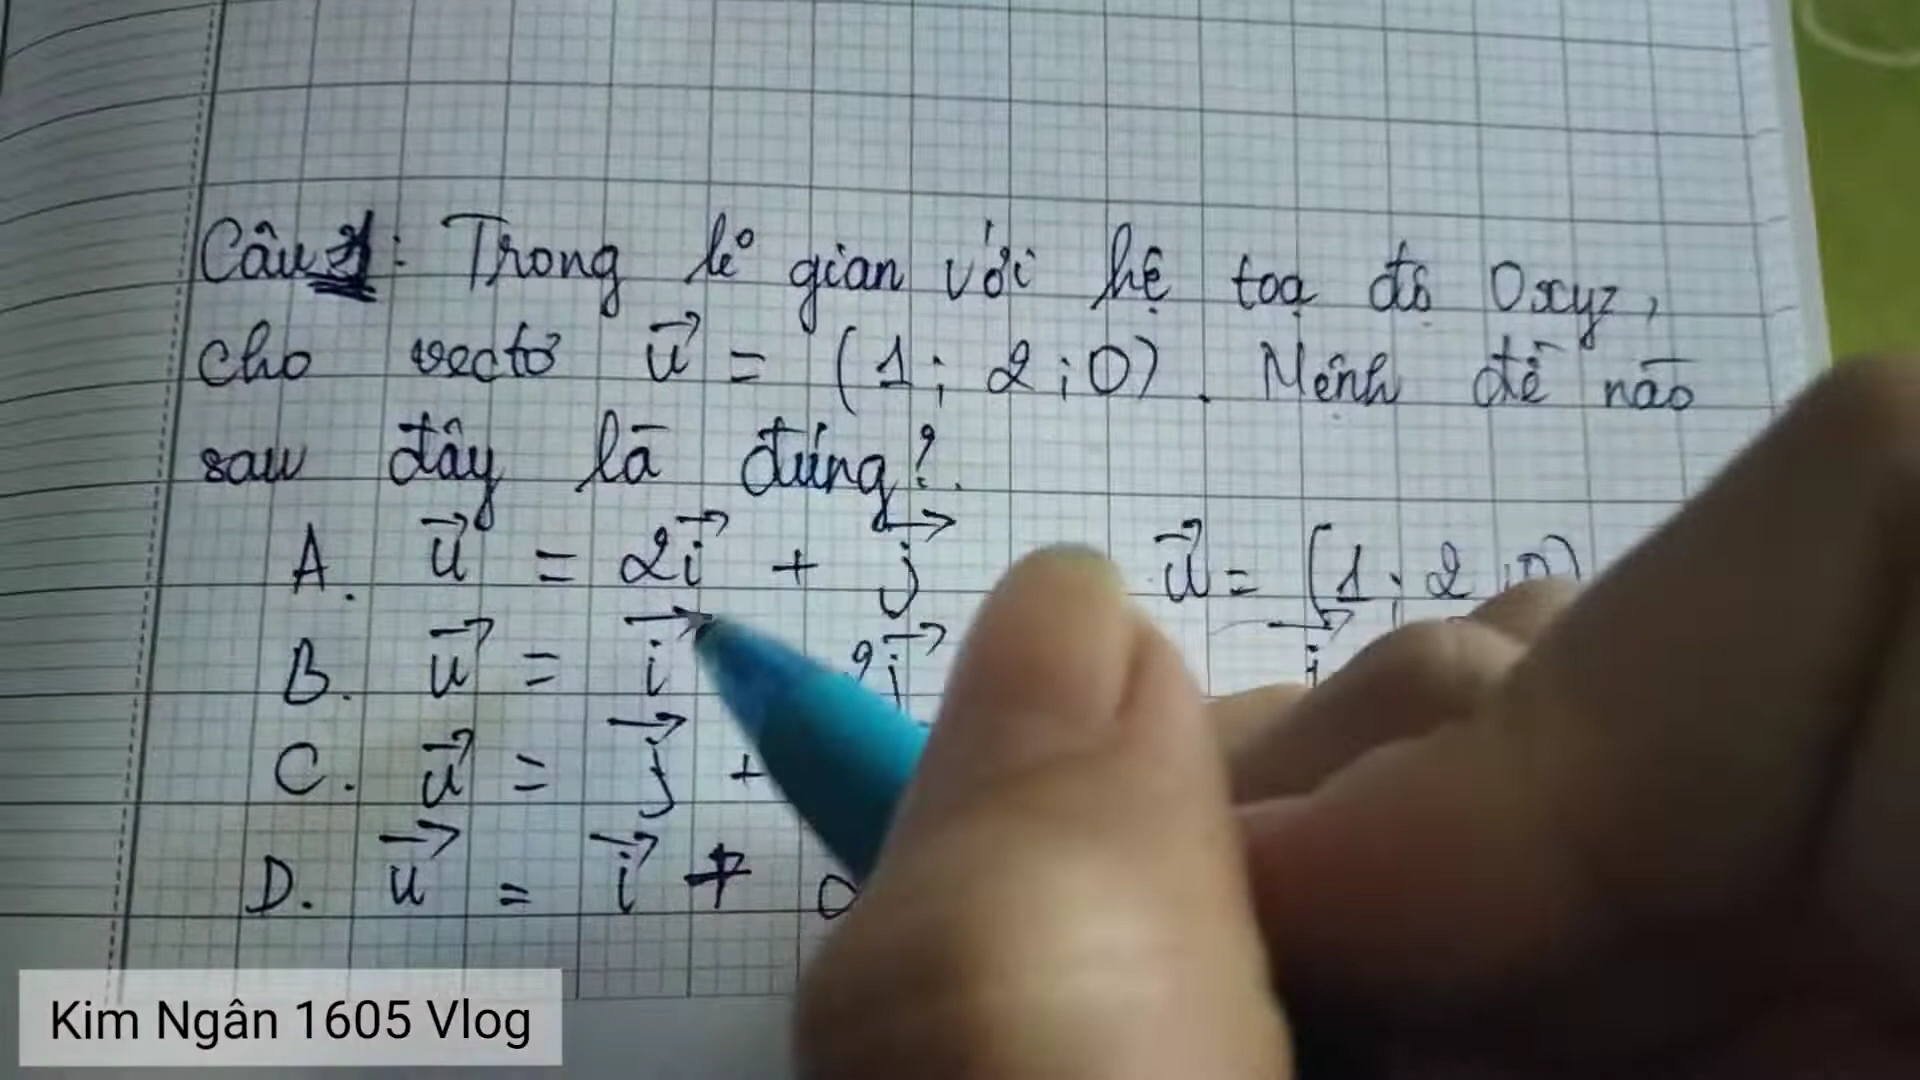 Câu 1: Trong k° gian với hệ toạ độ Oxyz,
cho vectơ u⃗ = (1; 2; 0). Mệnh đề nào
sau đây là đúng?.
A. u⃗ = 2i⃗ + j⃗ u⃗ = (1; 2; 0)
B. u⃗ = i⃗ 2j⃗ i⃗
C. u⃗ = j⃗ +
D. u⃗ = i⃗ +
Kim Ngân 1605 Vlog